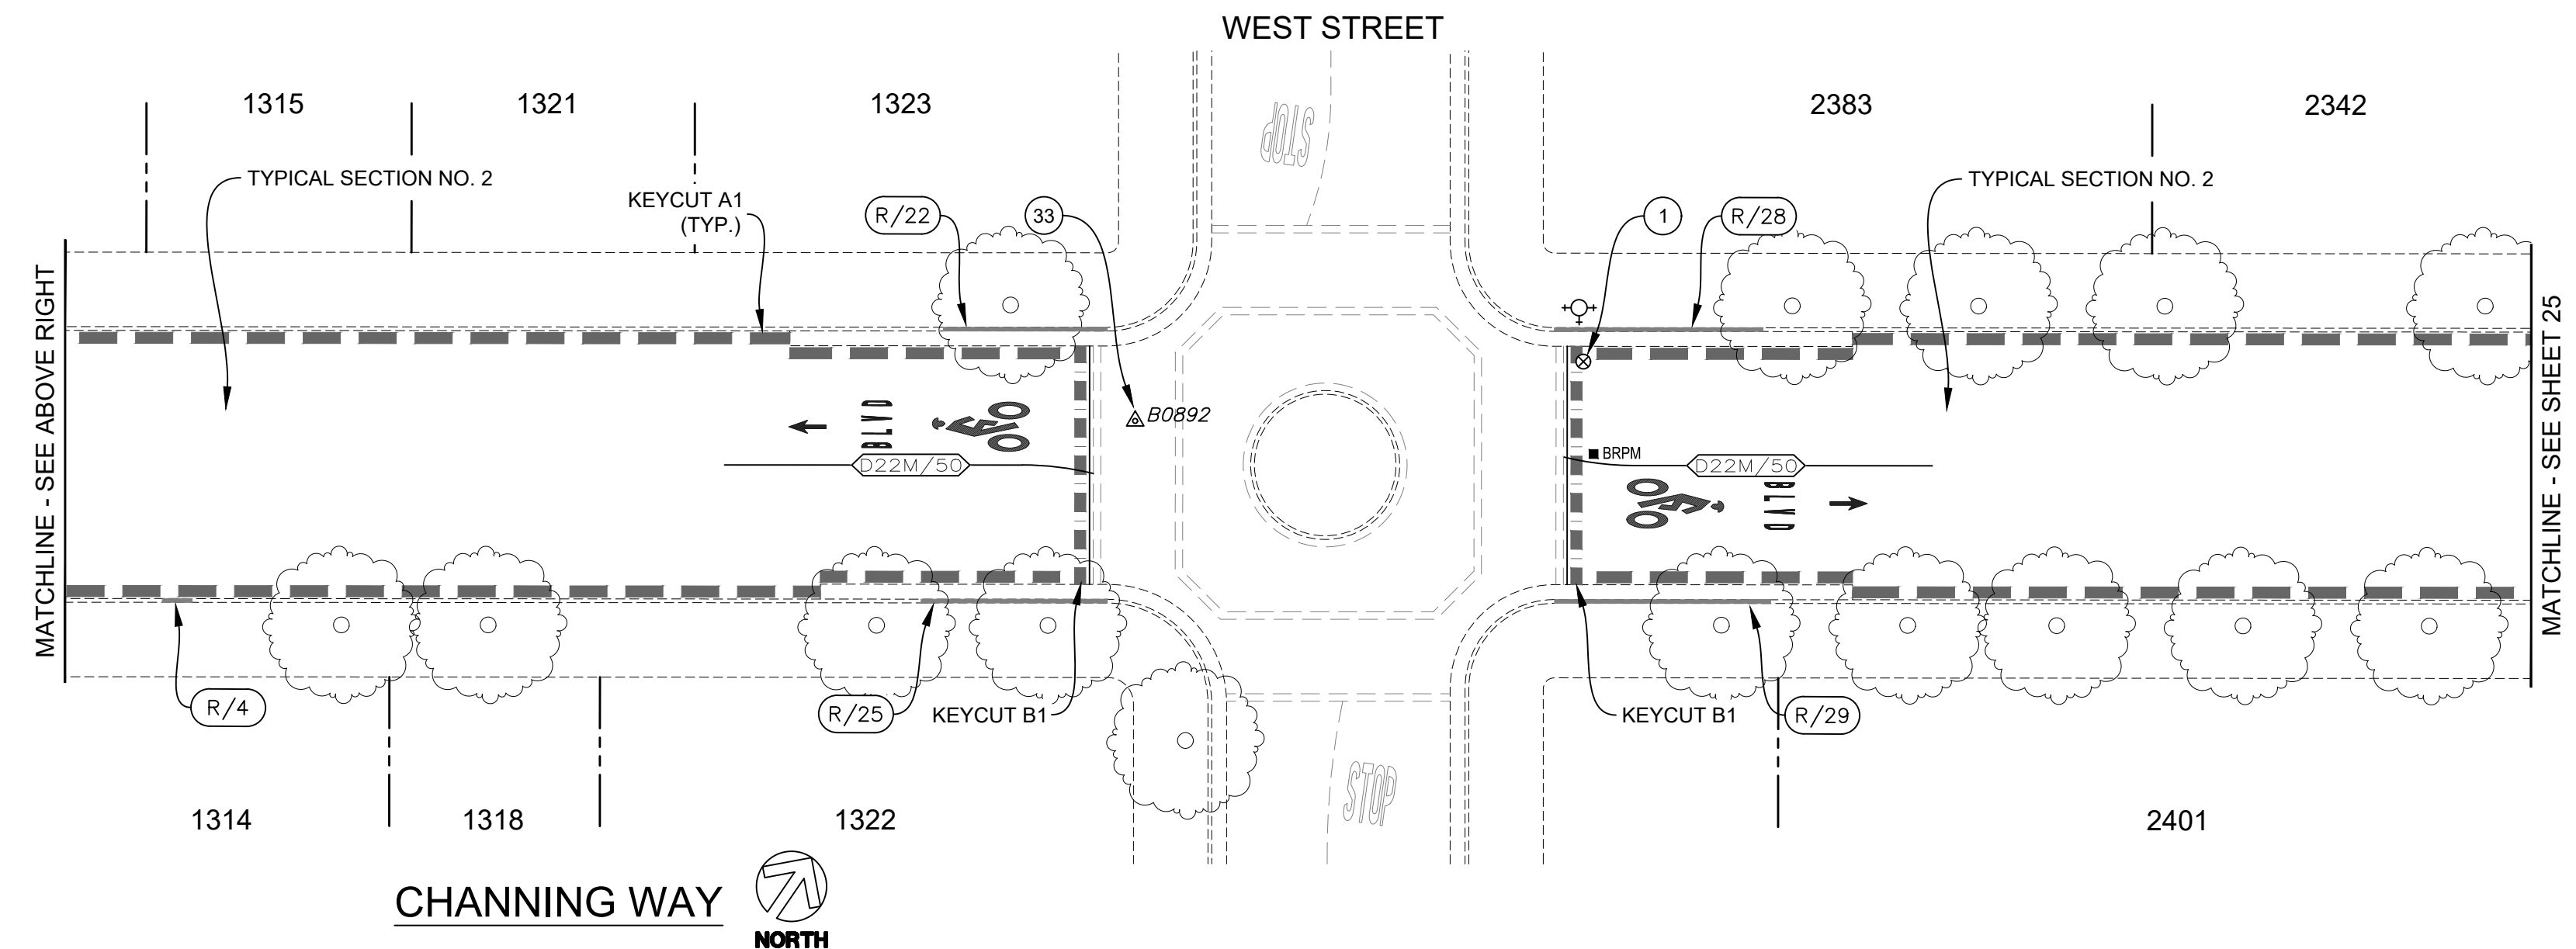 WEST STREET
1315
1321
1323
2383
2342
TYPICAL SECTION NO. 2
KEYCUT A1
(TYP.)
R/22
33
1
R/28
TYPICAL SECTION NO. 2
STOP
MATCHLINE - SEE ABOVE RIGHT
MATCHLINE - SEE SHEET 25
BLVD
B0892
D22M/50
BRPM
D22M/50
BLVD
R/4
R/25
KEYCUT B1
KEYCUT B1
R/29
STOP
1314
1318
1322
2401
CHANNING WAY
NORTH